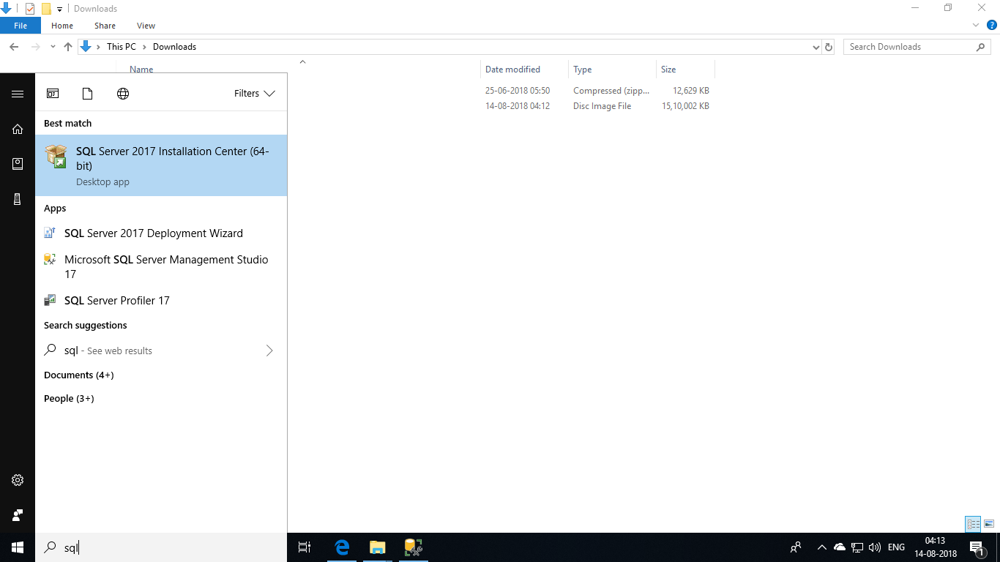 Downloads
File Home Share View
This PC Downloads
Search Downloads
Name Date modified Type Size
25-06-2018 05:50 Compressed (zipp... 12,629 KB
14-08-2018 04:12 Disc Image File 15,10,002 KB
Filters
Best match
SQL Server 2017 Installation Center (64-
bit)
Desktop app
Apps
SQL Server 2017 Deployment Wizard
Microsoft SQL Server Management Studio
17
SQL Server Profiler 17
Search suggestions
sql - See web results
Documents (4+)
People (3+)
sql
ENG
04:13
14-08-2018
1